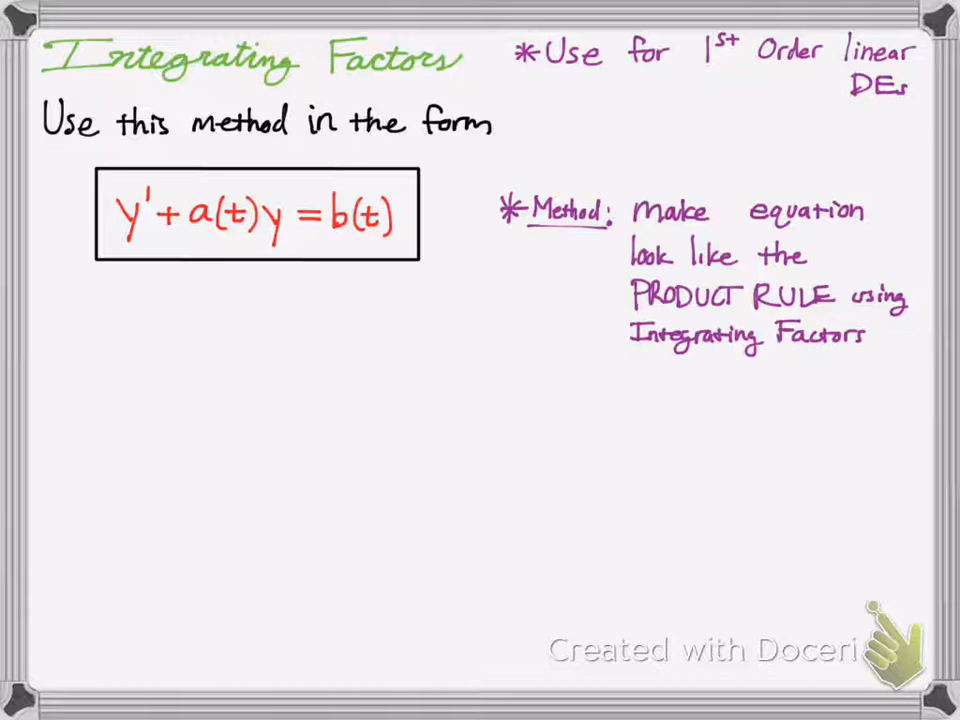 Integrating Factors
*Use for 1st Order linear
DEs
Use this method in the form
y' + a(t)y = b(t)
*Method: make equation
look like the
PRODUCT RULE using
Integrating Factors
Created with Doceri